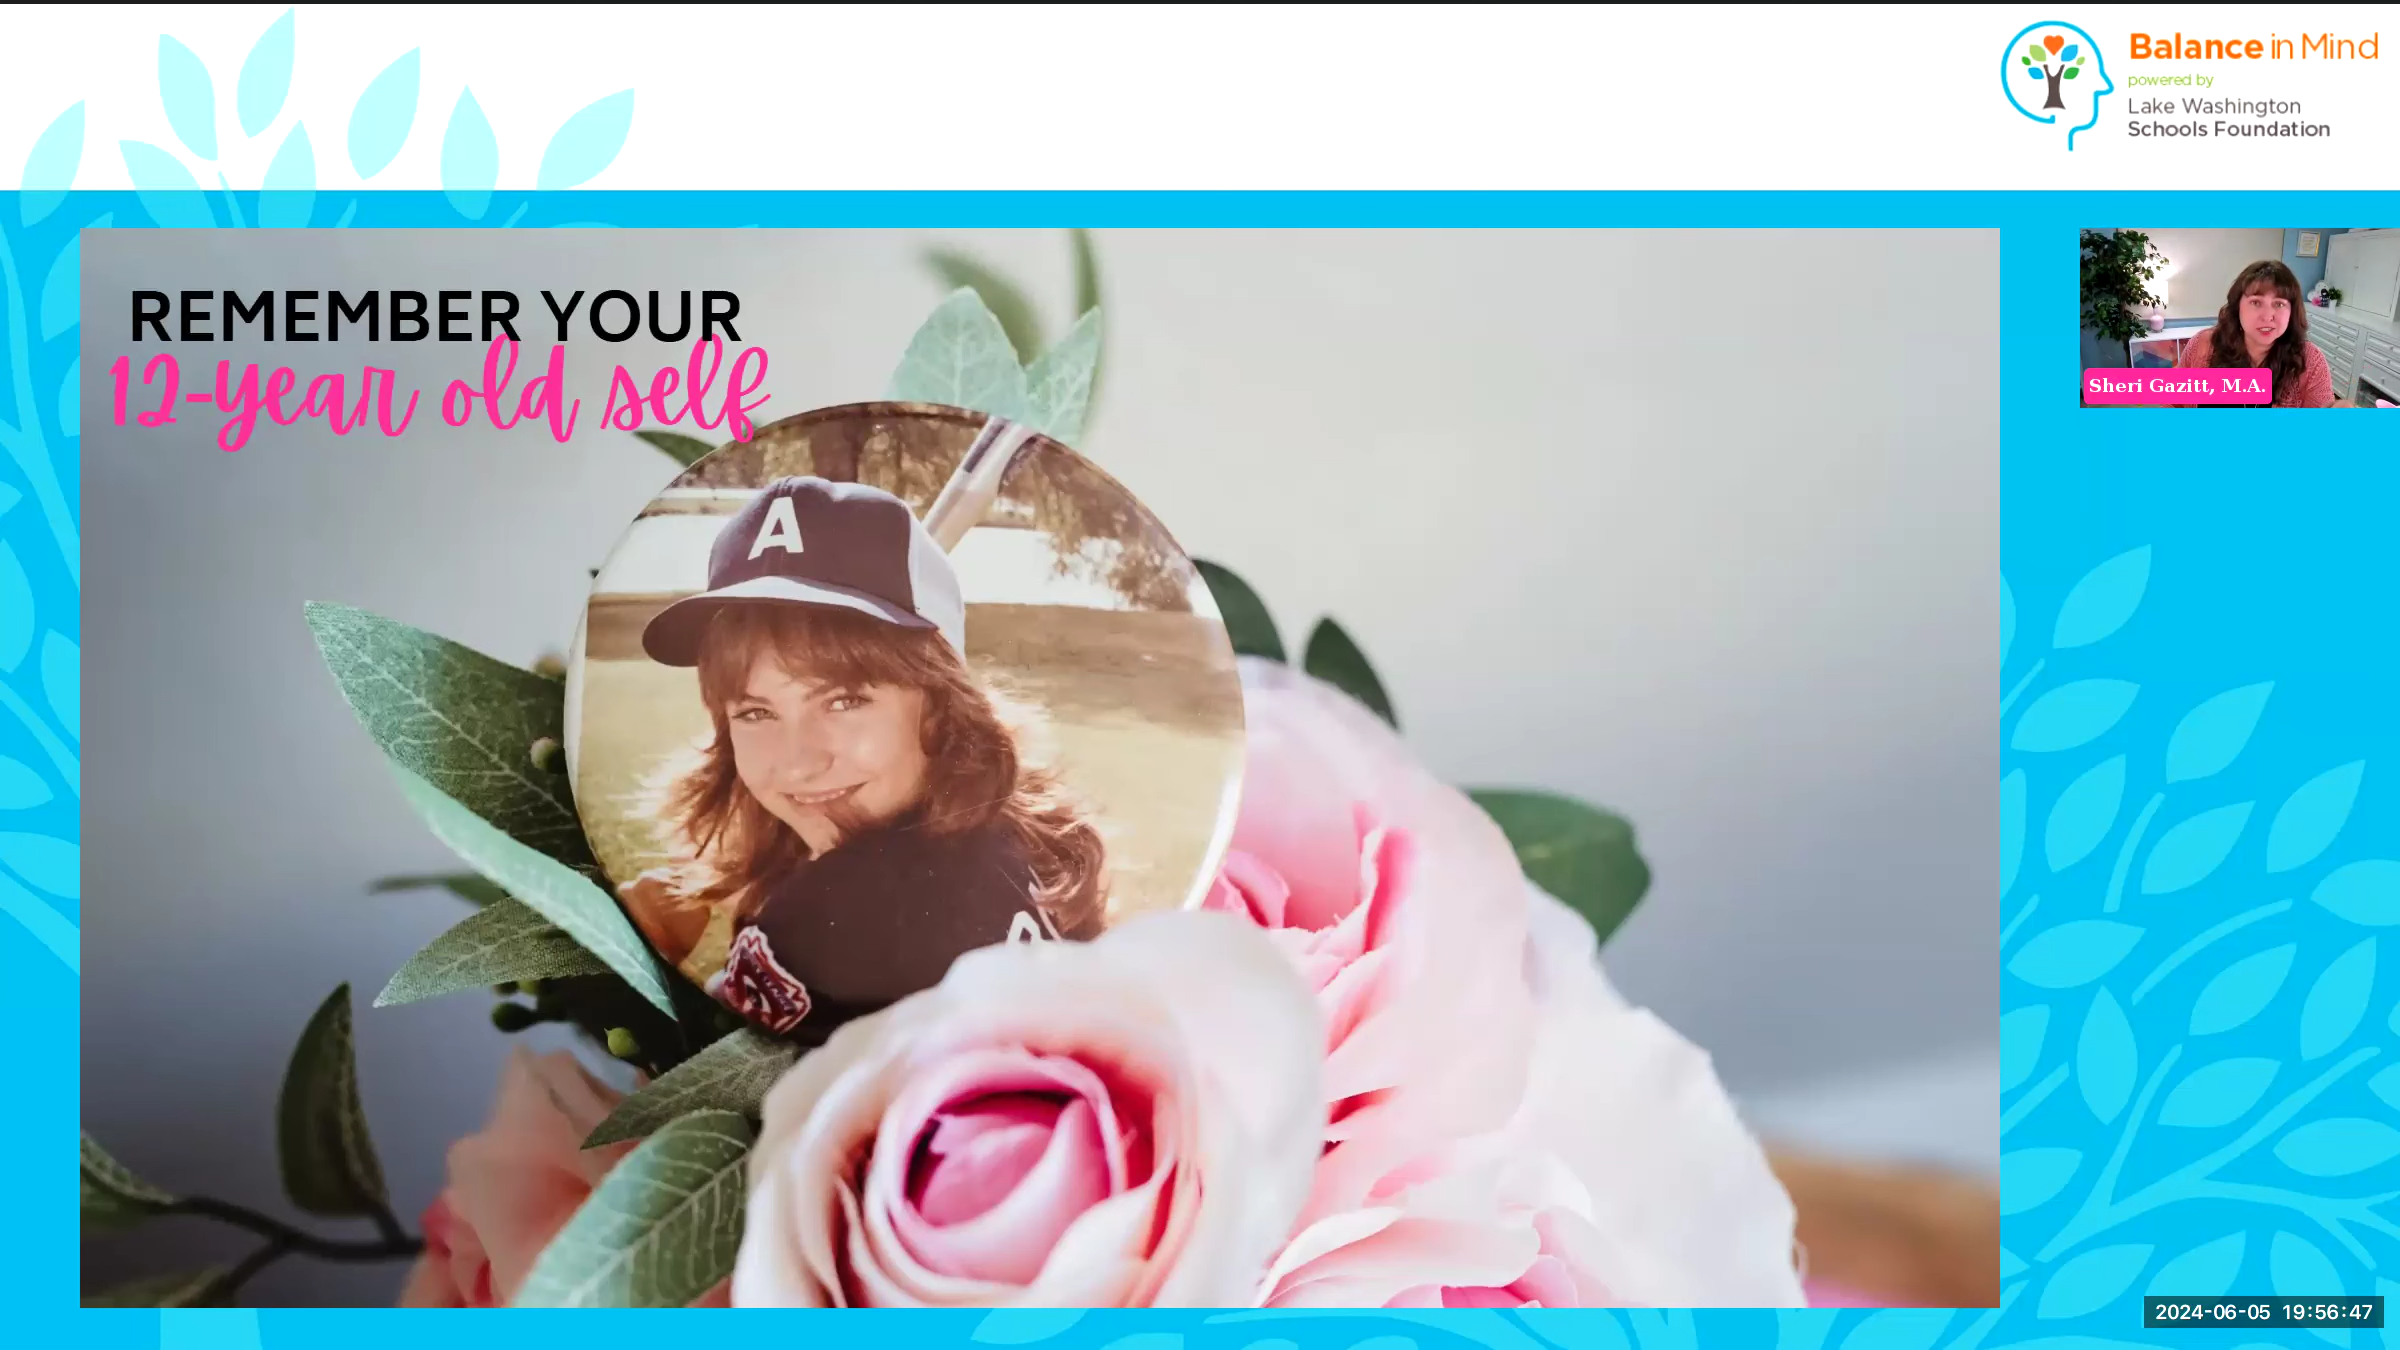 Balance in Mind
powered by
Lake Washington
Schools Foundation
REMEMBER YOUR
12-year old self
A
Sheri Gazitt, M.A.
2024-06-05 19:56:47